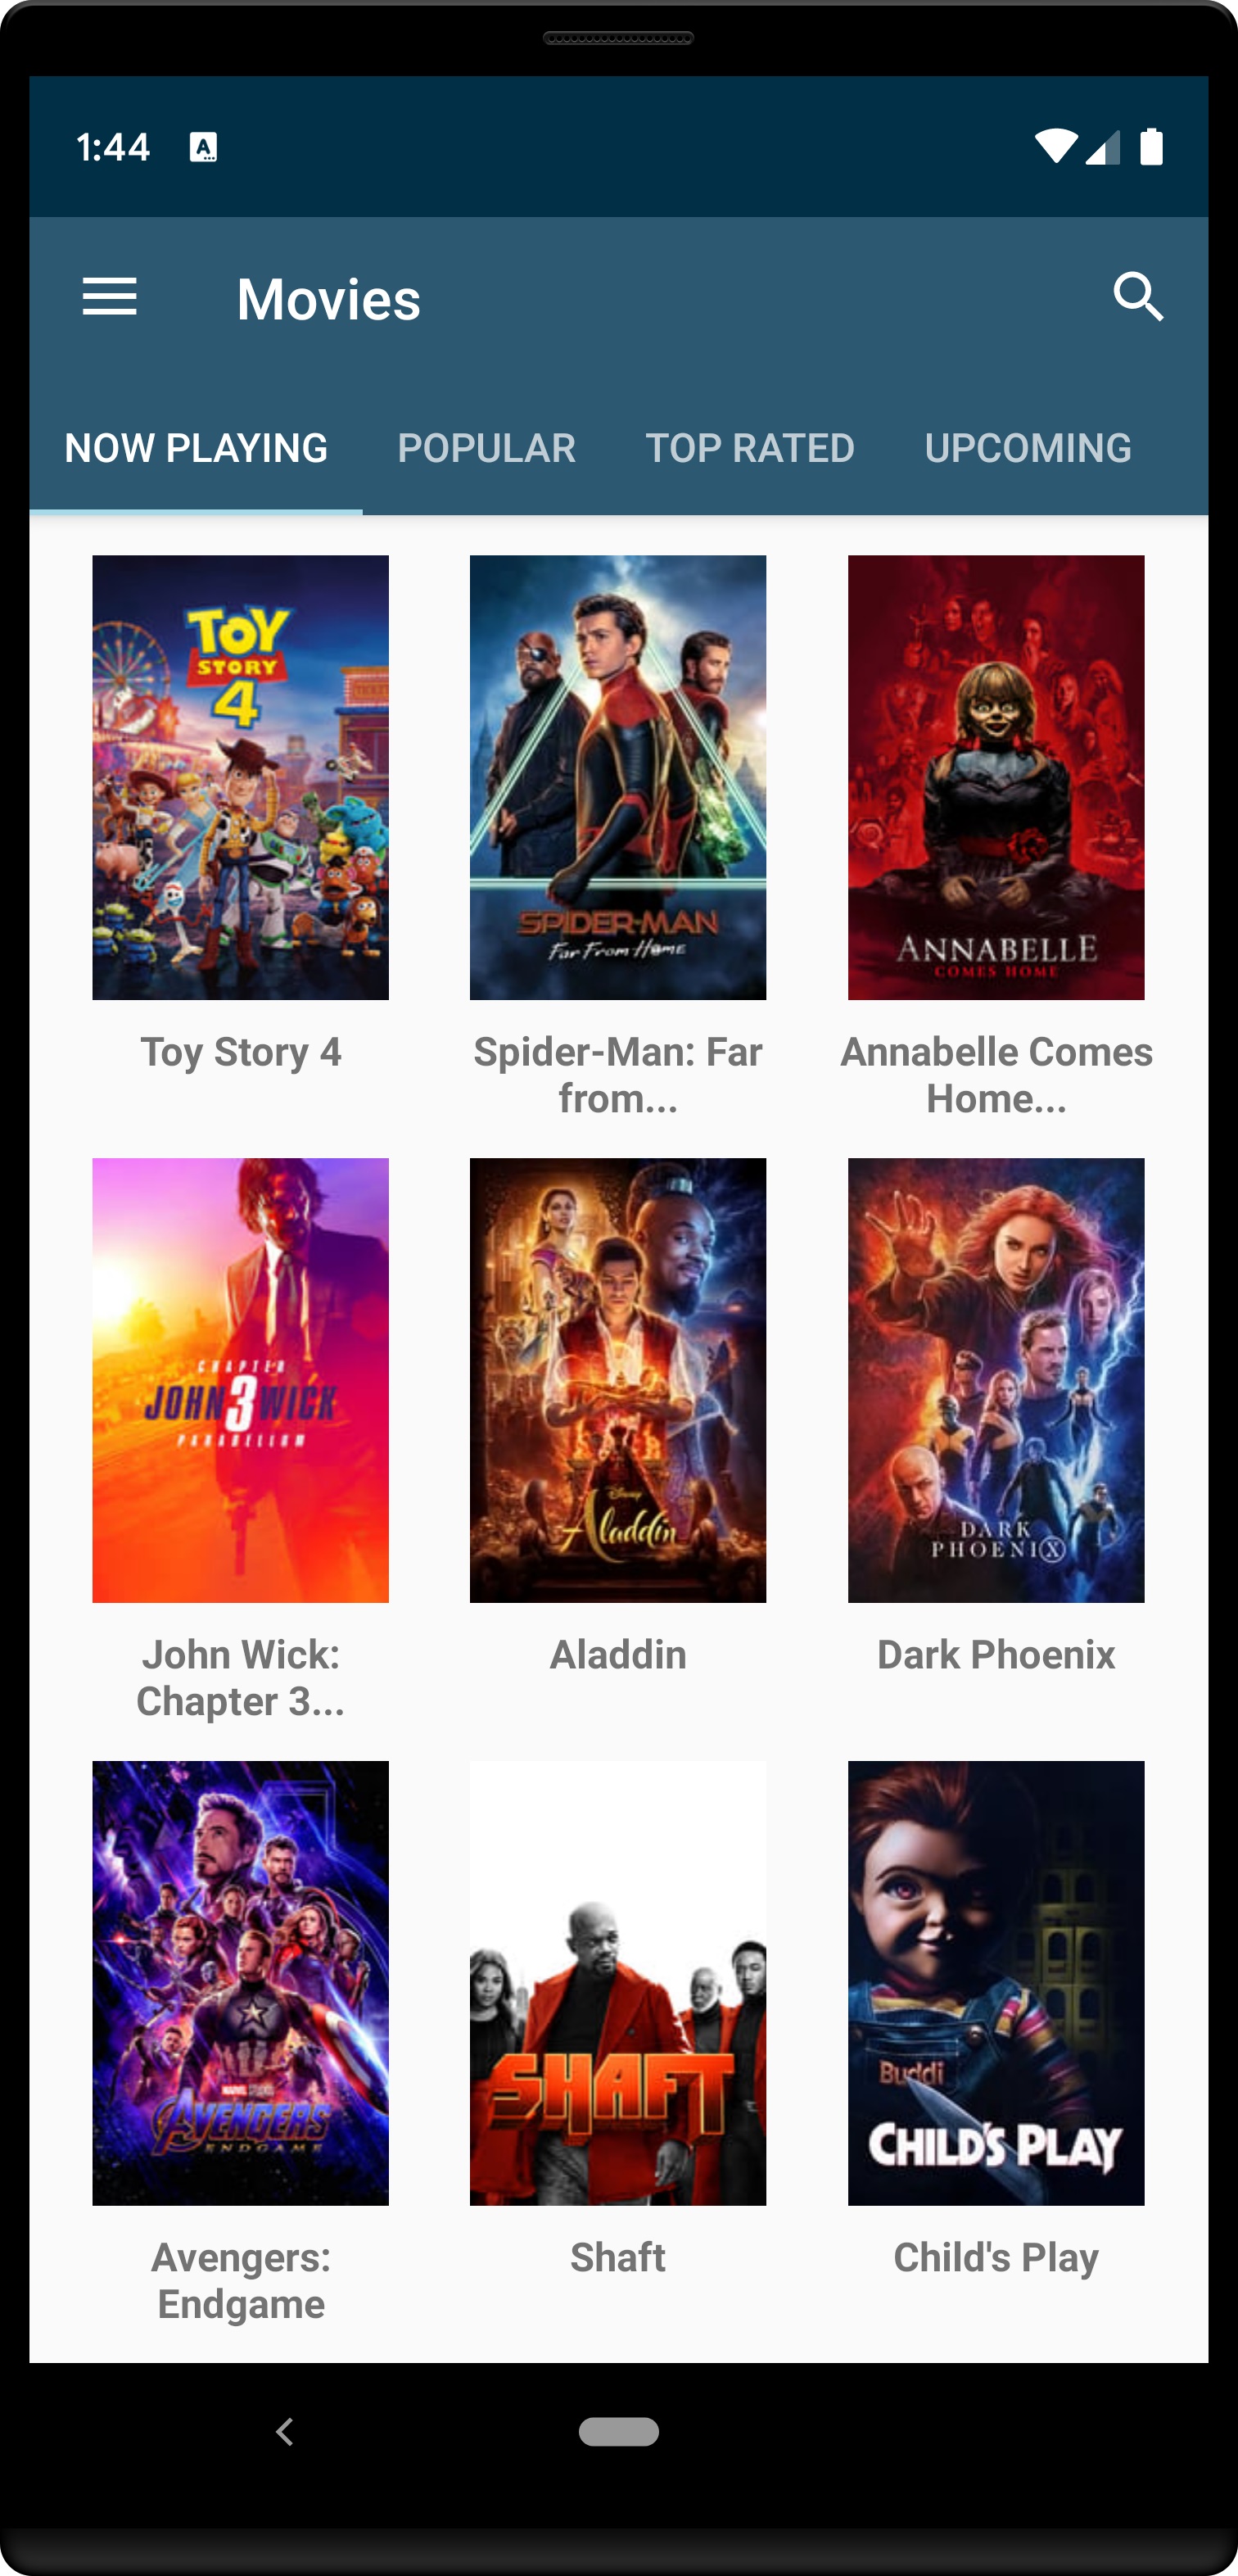 1:44
A
Movies
NOW PLAYING POPULAR TOP RATED UPCOMING
TOY
STORY
4
SPIDER-MAN
Far From Home
ANNABELLE
COMES HOME
Toy Story 4
Spider-Man: Far
from...
Annabelle Comes
Home...
CHAPTER
JOHN 3 WICK
PARABELLUM
Disney
Aladdin
DARK
PHOENIX
John Wick:
Chapter 3...
Aladdin
Dark Phoenix
MARVEL STUDIOS
AVENGERS
ENDGAME
SHAFT
Buddi
CHILD'S PLAY
Avengers:
Endgame
Shaft
Child's Play